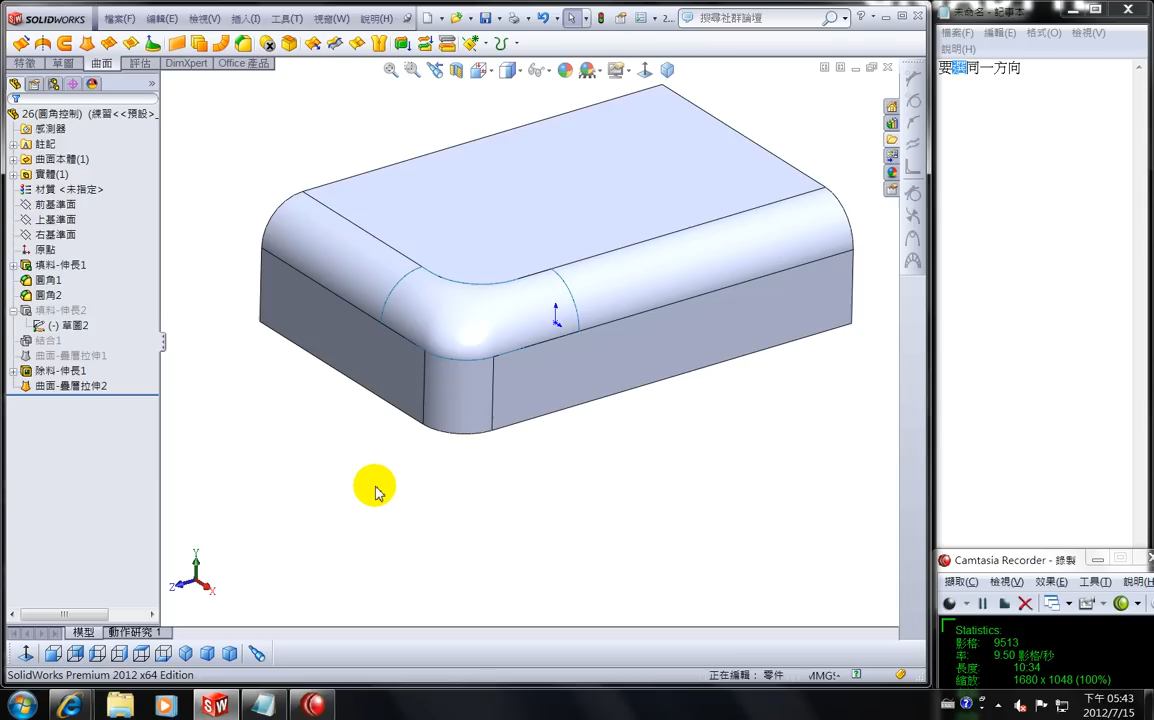 SOLIDWORKS 檔案(F) 編輯(E) 檢視(V) 插入(I) 工具(T) 視窗(W) 說明(H) 2... 搜尋社群論壇
特徵 草圖 曲面 評估 DimXpert Office 產品
26(圓角控制) (練習<<預設>_
感測器
註記
曲面本體(1)
實體(1)
材質 <未指定>
前基準面
上基準面
右基準面
原點
填料-伸長1
圓角1
圓角2
填料-伸長2
(-) 草圖2
結合1
曲面-疊層拉伸1
除料-伸長1
曲面-疊層拉伸2
Y
Z
X
模型 動作研究 1
SolidWorks Premium 2012 x64 Edition
正在編輯: 零件
MMG!
未命名 - 記事本
檔案(F) 編輯(E) 格式(O) 檢視(V)
說明(H)
要選同一方向
Camtasia Recorder - 錄製
擷取(C) 檢視(V) 效果(E) 工具(T) 說明(H)
Statistics:
影格: 9513
率: 9.50 影格/秒
長度: 10:34
縮放: 1680 x 1048 (100%)
下午 05:43
2012/7/15